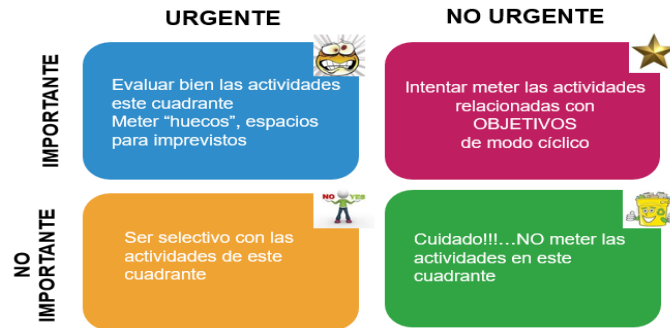 URGENTE
NO URGENTE
IMPORTANTE
Evaluar bien las actividades
este cuadrante
Meter “huecos”, espacios
para imprevistos
Intentar meter las actividades
relacionadas con
OBJETIVOS
de modo cíclico
NO
IMPORTANTE
NO YES
Ser selectivo con las
actividades de este
cuadrante
Cuidado!!!...NO meter las
actividades en este
cuadrante